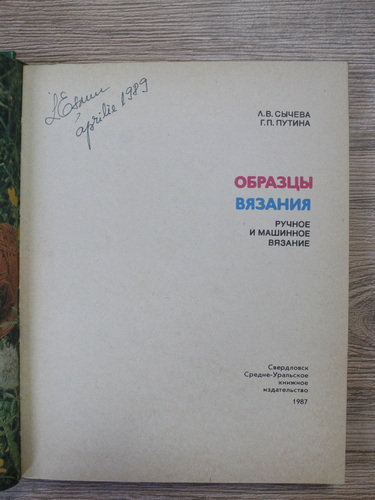 aprilie 1989
Л.В. СЫЧЕВА
Г.П. ПУТИНА
ОБРАЗЦЫ
ВЯЗАНИЯ
РУЧНОЕ
И МАШИННОЕ
ВЯЗАНИЕ
Свердловск
Средне-Уральское
книжное
издательство
1987